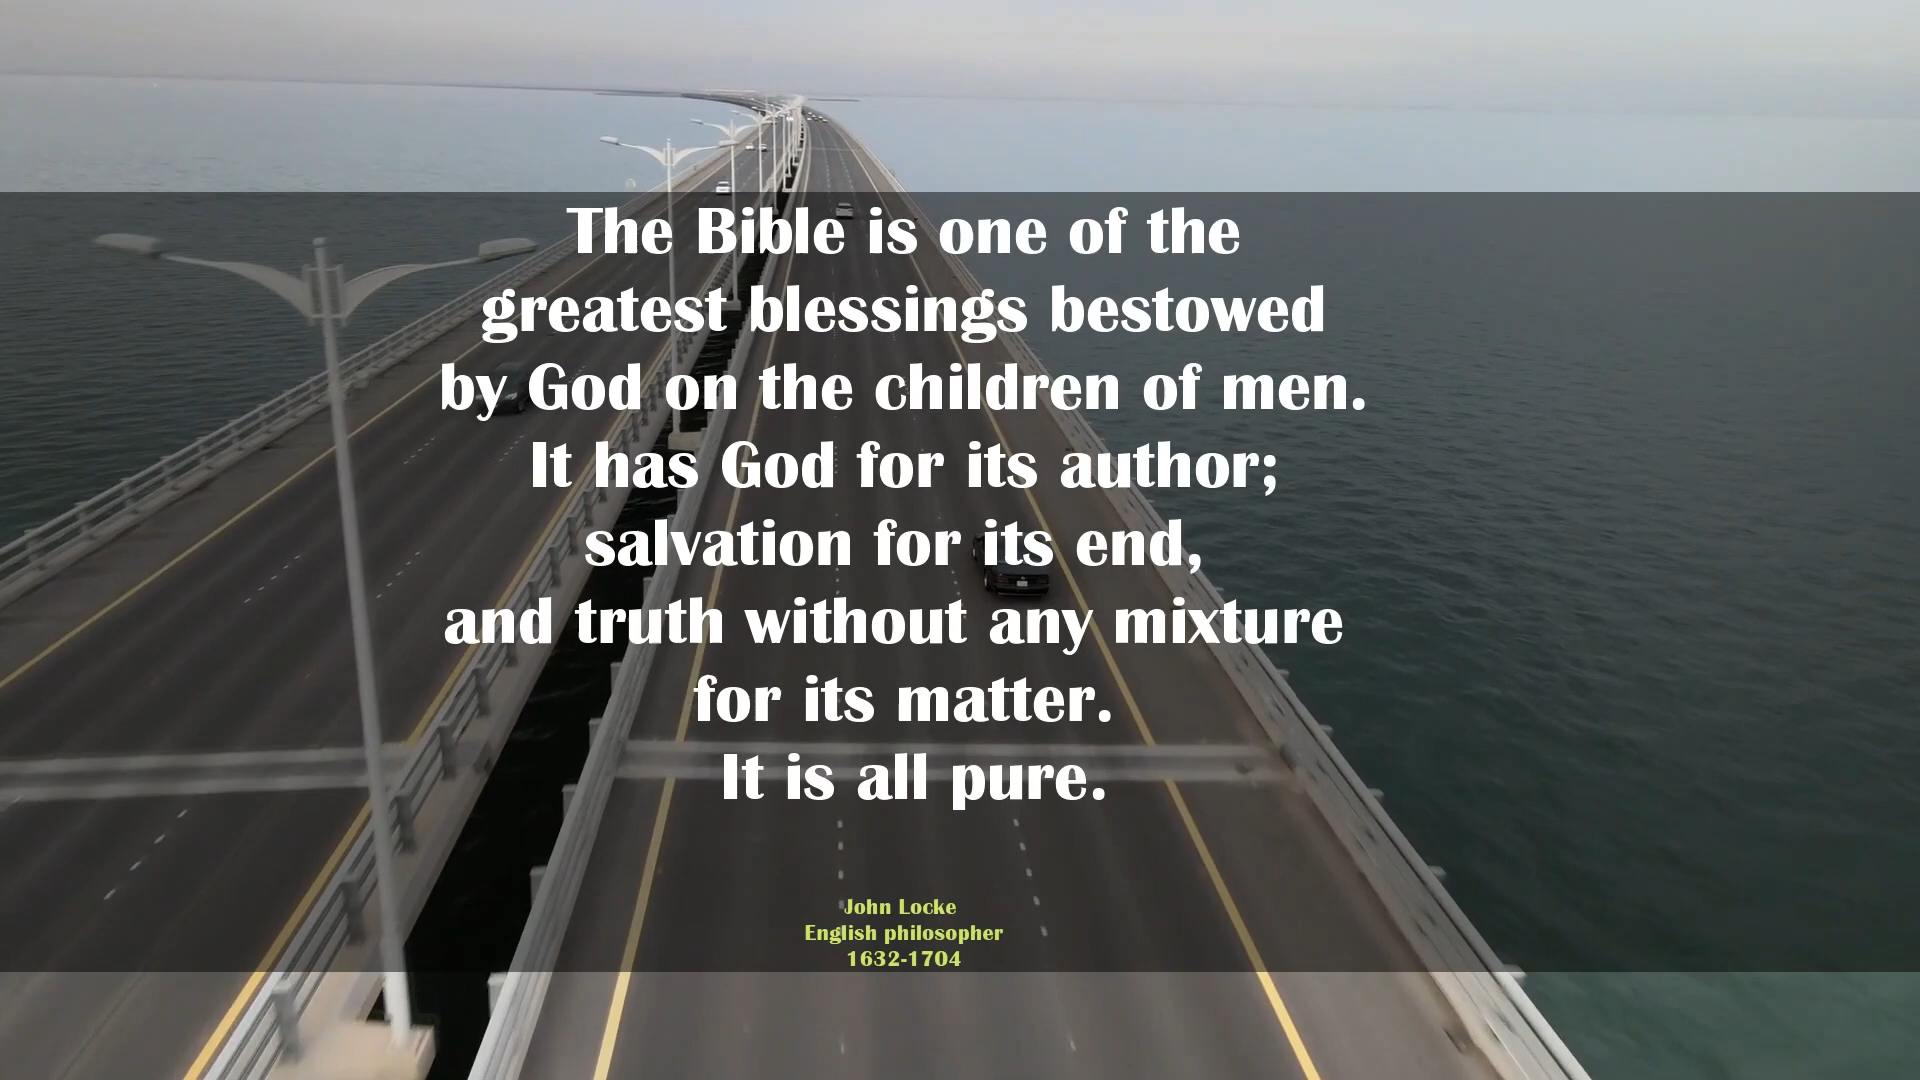 The Bible is one of the
greatest blessings bestowed
by God on the children of men.
It has God for its author;
salvation for its end,
and truth without any mixture
for its matter.
It is all pure.
John Locke
English philosopher
1632-1704